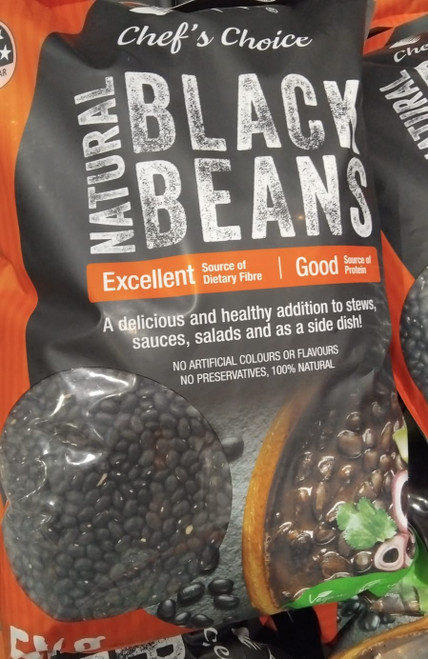 Chef's Choice
NATURAL
BLACK
BEANS
Excellent Source of Dietary Fibre | Good Source of Protein
A delicious and healthy addition to stews,
sauces, salads and as a side dish!
NO ARTIFICIAL COLOURS OR FLAVOURS
NO PRESERVATIVES, 100% NATURAL